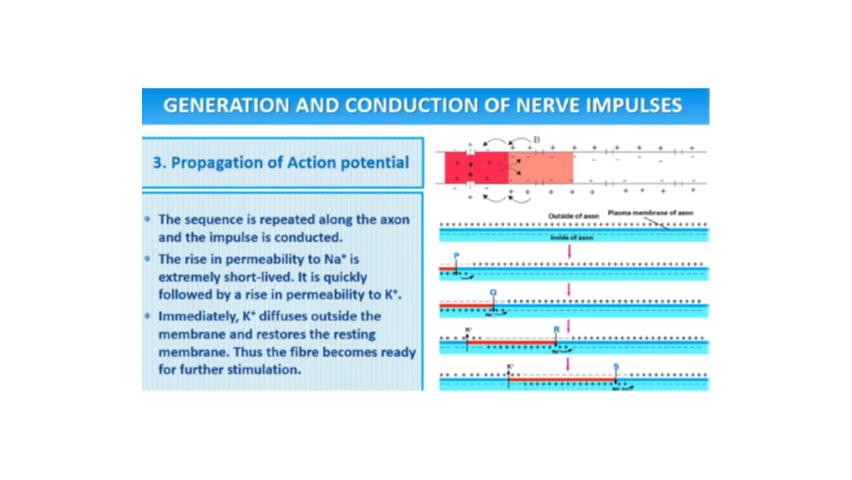 GENERATION AND CONDUCTION OF NERVE IMPULSES
3. Propagation of Action potential
* The sequence is repeated along the axon
and the impulse is conducted.
* The rise in permeability to Na⁺ is
extremely short-lived. It is quickly
followed by a rise in permeability to K⁺.
* Immediately, K⁺ diffuses outside the
membrane and restores the resting
membrane. Thus the fibre becomes ready
for further stimulation.
B
Outside of axon
Plasma membrane of axon
Inside of axon
P
Q
K⁺
R
K⁺
S